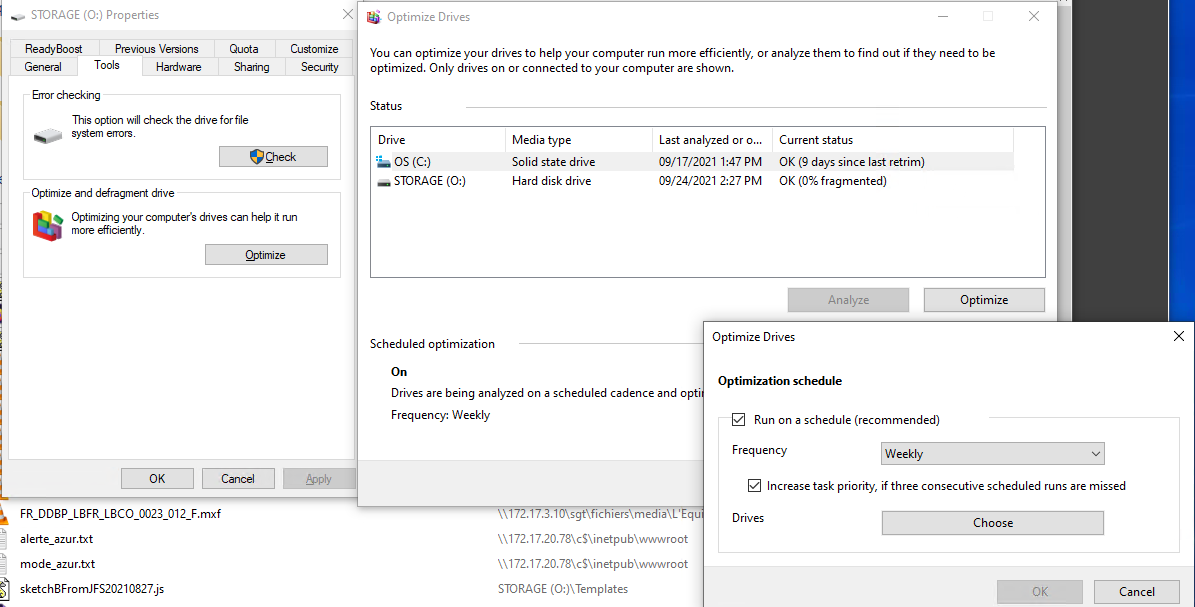 STORAGE (O:) Properties
ReadyBoost
Previous Versions
Quota
Customize
General
Tools
Hardware
Sharing
Security
Error checking
This option will check the drive for file
system errors.
Check
Optimize and defragment drive
Optimizing your computer's drives can help it run
more efficiently.
Optimize
OK
Cancel
Apply
Optimize Drives
You can optimize your drives to help your computer run more efficiently, or analyze them to find out if they need to be
optimized. Only drives on or connected to your computer are shown.
Status
Drive
Media type
Last analyzed or o...
Current status
OS (C:)
Solid state drive
09/17/2021 1:47 PM
OK (9 days since last retrim)
STORAGE (O:)
Hard disk drive
09/24/2021 2:27 PM
OK (0% fragmented)
Analyze
Optimize
Scheduled optimization
On
Drives are being analyzed on a scheduled cadence and opti
Frequency: Weekly
Optimize Drives
Optimization schedule
Run on a schedule (recommended)
Frequency
Weekly
Increase task priority, if three consecutive scheduled runs are missed
Drives
Choose
OK
Cancel
FR_DDBP_LBFR_LBCO_0023_012_F.mxf
\\172.17.3.10\sgt\fichiers\media\L'Equi
alerte_azur.txt
\\172.17.20.78\c$\inetpub\wwwroot
mode_azur.txt
\\172.17.20.78\c$\inetpub\wwwroot
sketchBFromJFS20210827.js
STORAGE (O:)\Templates